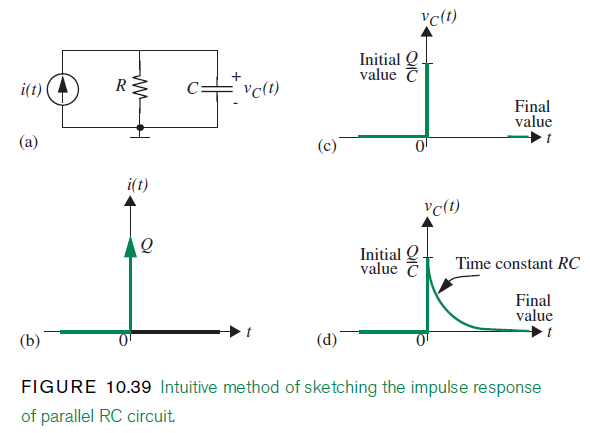 i(t)
R
C
+
vC(t)
-
(a)
i(t)
Q
0
t
(b)
vC(t)
Initial Q
value C
Final
value
0
t
(c)
vC(t)
Initial Q
value C
Time constant RC
Final
value
0
t
(d)
FIGURE 10.39 Intuitive method of sketching the impulse response
of parallel RC circuit.